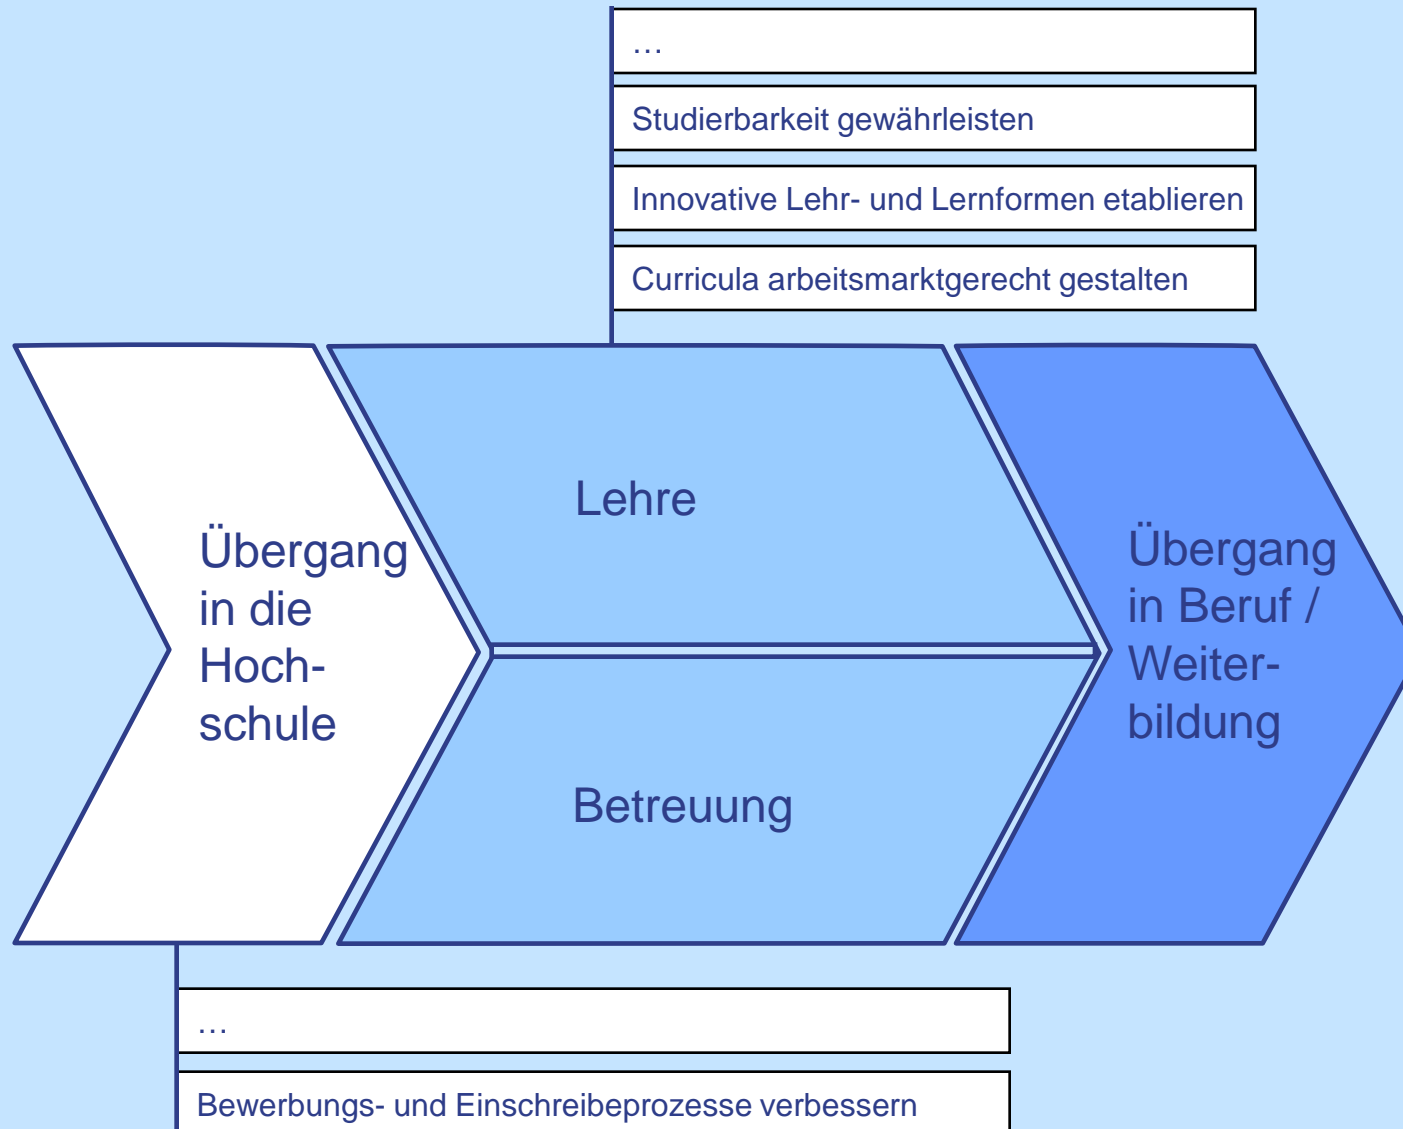 …
Studierbarkeit gewährleisten
Innovative Lehr- und Lernformen etablieren
Curricula arbeitsmarktgerecht gestalten
Übergang
in die
Hoch-
schule
Lehre
Betreuung
Übergang
in Beruf /
Weiter-
bildung
…
Bewerbungs- und Einschreibeprozesse verbessern